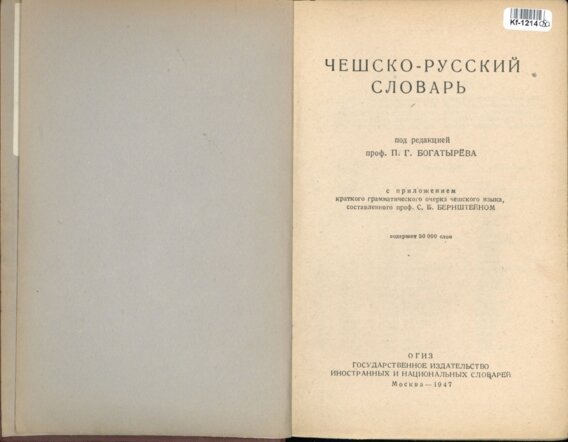 Kf-1214
ЧЕШСКО-РУССКИЙ
СЛОВАРЬ
под редакцией
проф. П. Г. БОГАТЫРЁВА
с приложением
краткого грамматического очерка чешского языка,
составленного проф. С. Б. БЕРНШТЕЙНОМ
содержит 50 000 слов
ОГИЗ
ГОСУДАРСТВЕННОЕ ИЗДАТЕЛЬСТВО
ИНОСТРАННЫХ И НАЦИОНАЛЬНЫХ СЛОВАРЕЙ
Москва—1947